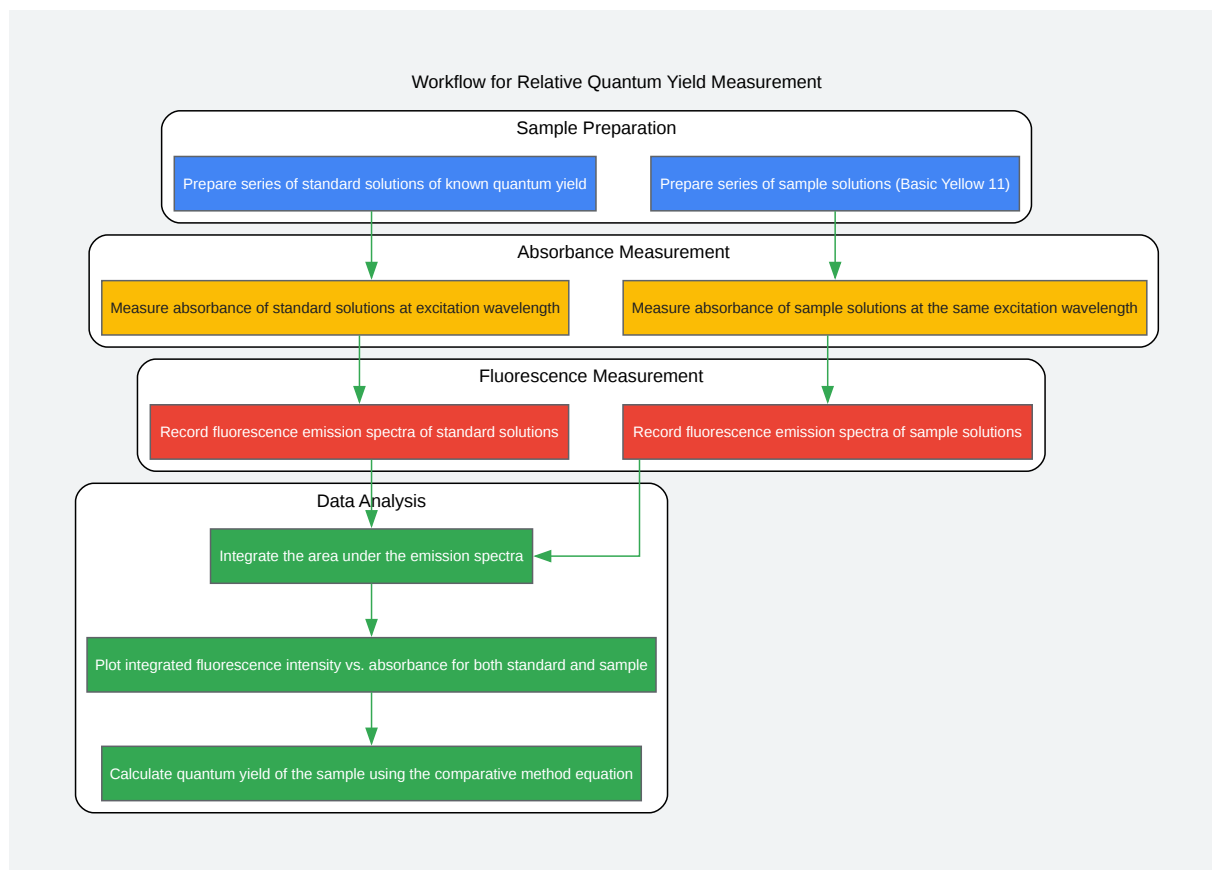 Workflow for Relative Quantum Yield Measurement
Sample Preparation
Prepare series of standard solutions of known quantum yield
Prepare series of sample solutions (Basic Yellow 11)
Absorbance Measurement
Measure absorbance of standard solutions at excitation wavelength
Measure absorbance of sample solutions at the same excitation wavelength
Fluorescence Measurement
Record fluorescence emission spectra of standard solutions
Record fluorescence emission spectra of sample solutions
Data Analysis
Integrate the area under the emission spectra
Plot integrated fluorescence intensity vs. absorbance for both standard and sample
Calculate quantum yield of the sample using the comparative method equation